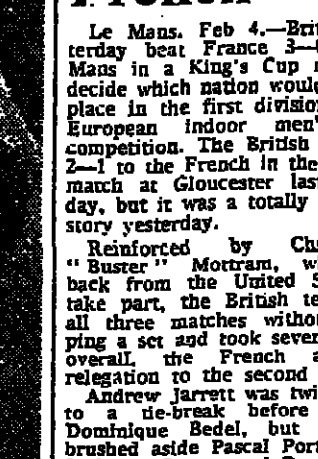 Le Mans. Feb 4.—Brit
terday beat France 3—
Mans in a King's Cup
decide which nation would
place in the first division
European indoor men'
competition. The British
2—1 to the French in the
match at Gloucester las
day, but it was a totally
story yesterday.
Reinforced by Ch
"Buster" Mottram, w
back from the United S
take part, the British te
all three matches witho
ping a set and took sever
overall, the French a
relegation to the second
Andrew Jarrett was twi
to a tie-break before
Dominique Bedel, but
brushed aside Pascal Port